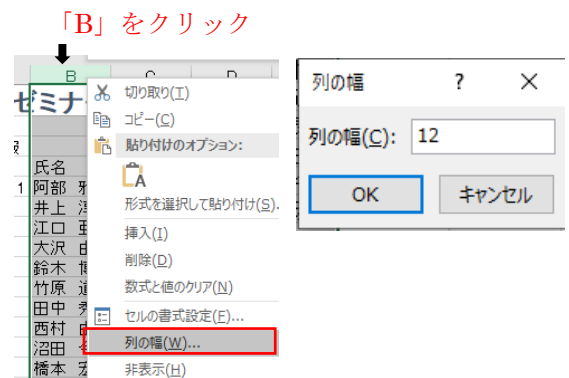 「B」をクリック
B
C
D
ゼミナ
氏名
1 阿部
井上
江口
大沢
鈴木
竹原
田中
西村
沼田
橋本
切り取り(T)
コピー(C)
貼り付けのオプション:
A
形式を選択して貼り付け(S)...
挿入(I)
削除(D)
数式と値のクリア(N)
セルの書式設定(F)...
列の幅(W)...
非表示(H)
列の幅 ? ×
列の幅(C): 12
OK キャンセル